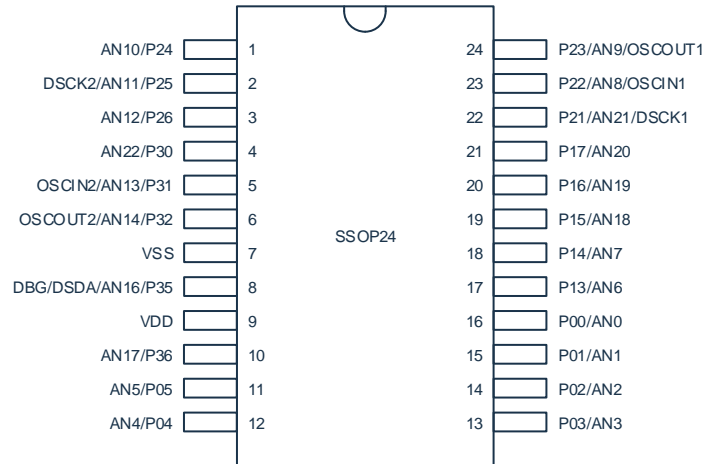 AN10/P24 1 24 P23/AN9/OSCOUT1
DSCK2/AN11/P25 2 23 P22/AN8/OSCIN1
AN12/P26 3 22 P21/AN21/DSCK1
AN22/P30 4 21 P17/AN20
OSCIN2/AN13/P31 5 20 P16/AN19
OSCOUT2/AN14/P32 6 19 P15/AN18
SSOP24
VSS 7 18 P14/AN7
DBG/DSDA/AN16/P35 8 17 P13/AN6
VDD 9 16 P00/AN0
AN17/P36 10 15 P01/AN1
AN5/P05 11 14 P02/AN2
AN4/P04 12 13 P03/AN3